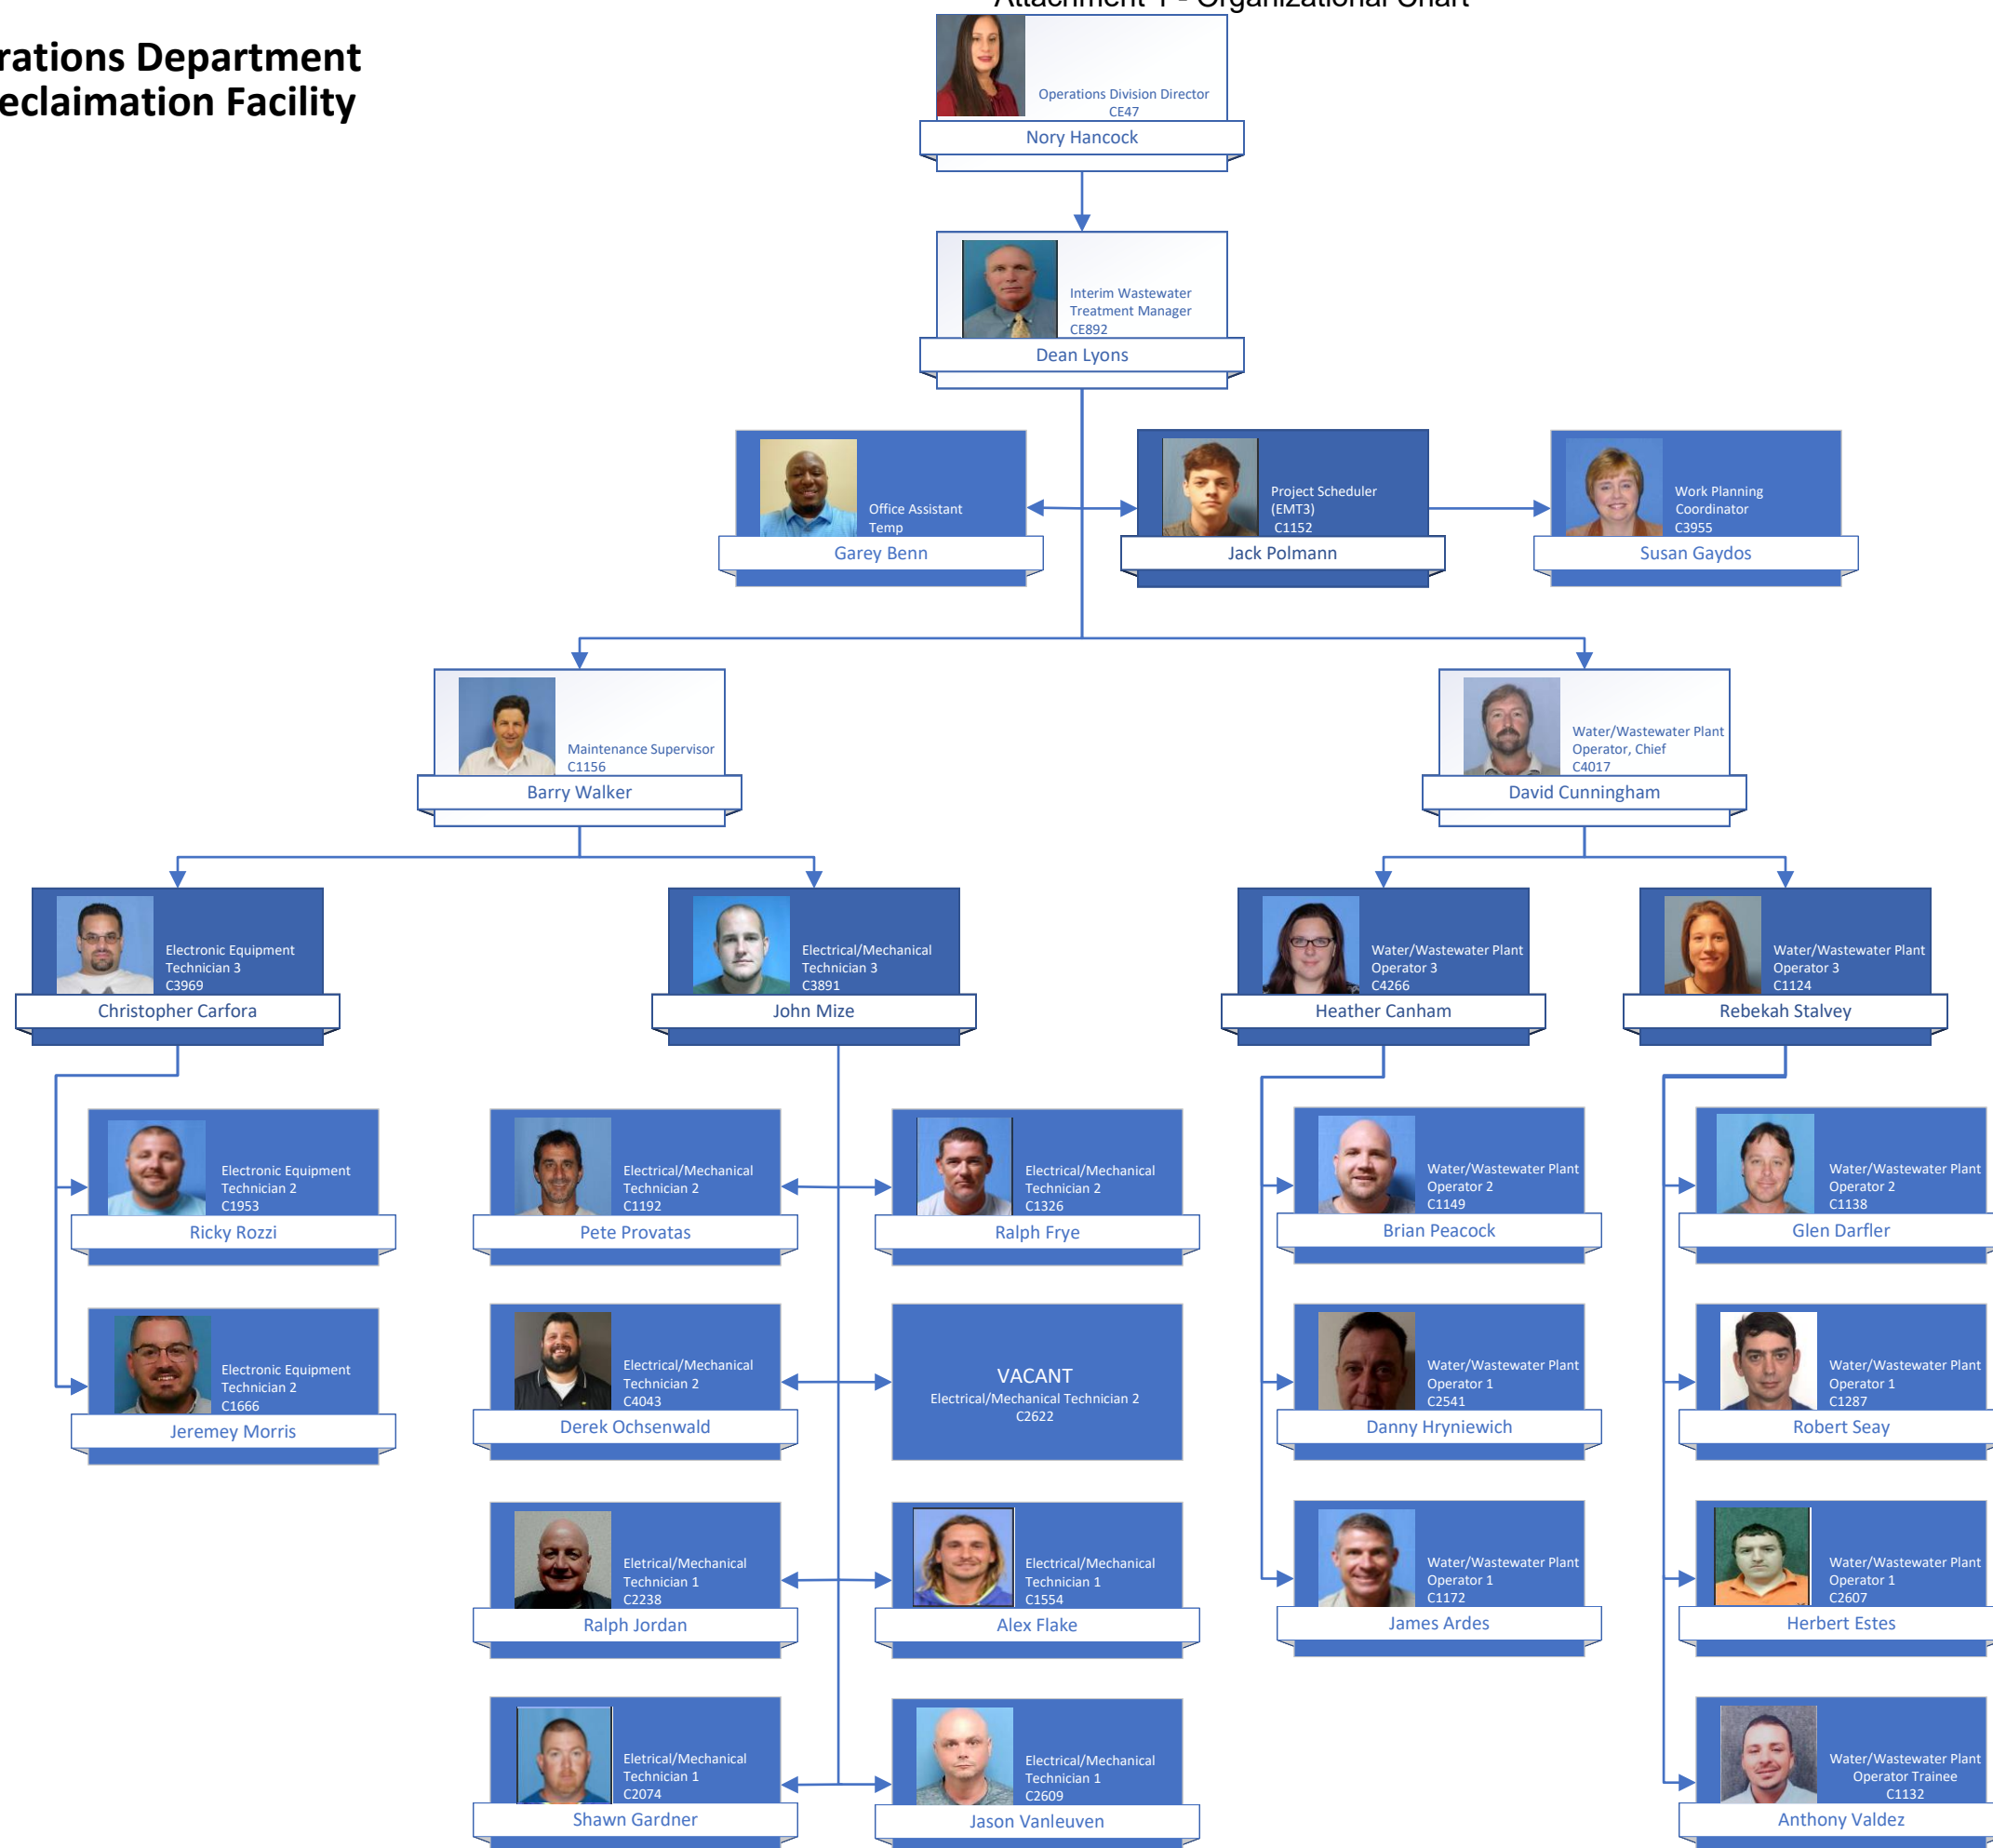 Attachment 1 - Organizational Chart
rations Department
eclaimation Facility
Operations Division Director
CE47
Nory Hancock
Interim Wastewater
Treatment Manager
CE892
Dean Lyons
Office Assistant
Temp
Garey Benn
Project Scheduler
(EMT3)
C1152
Jack Polmann
Work Planning
Coordinator
C3955
Susan Gaydos
Maintenance Supervisor
C1156
Barry Walker
Water/Wastewater Plant
Operator, Chief
C4017
David Cunningham
Electronic Equipment
Technician 3
C3969
Christopher Carfora
Electrical/Mechanical
Technician 3
C3891
John Mize
Water/Wastewater Plant
Operator 3
C4266
Heather Canham
Water/Wastewater Plant
Operator 3
C1124
Rebekah Stalvey
Electronic Equipment
Technician 2
C1953
Ricky Rozzi
Electrical/Mechanical
Technician 2
C1192
Pete Provatas
Electrical/Mechanical
Technician 2
C1326
Ralph Frye
Water/Wastewater Plant
Operator 2
C1149
Brian Peacock
Water/Wastewater Plant
Operator 2
C1138
Glen Darfler
Electronic Equipment
Technician 2
C1666
Jeremey Morris
Electrical/Mechanical
Technician 2
C4043
Derek Ochsenwald
VACANT
Electrical/Mechanical Technician 2
C2622
Water/Wastewater Plant
Operator 1
C2541
Danny Hryniewich
Water/Wastewater Plant
Operator 1
C1287
Robert Seay
Eletrical/Mechanical
Technician 1
C2238
Ralph Jordan
Electrical/Mechanical
Technician 1
C1554
Alex Flake
Water/Wastewater Plant
Operator 1
C1172
James Ardes
Water/Wastewater Plant
Operator 1
C2607
Herbert Estes
Eletrical/Mechanical
Technician 1
C2074
Shawn Gardner
Electrical/Mechanical
Technician 1
C2609
Jason Vanleuven
Water/Wastewater Plant
Operator Trainee
C1132
Anthony Valdez